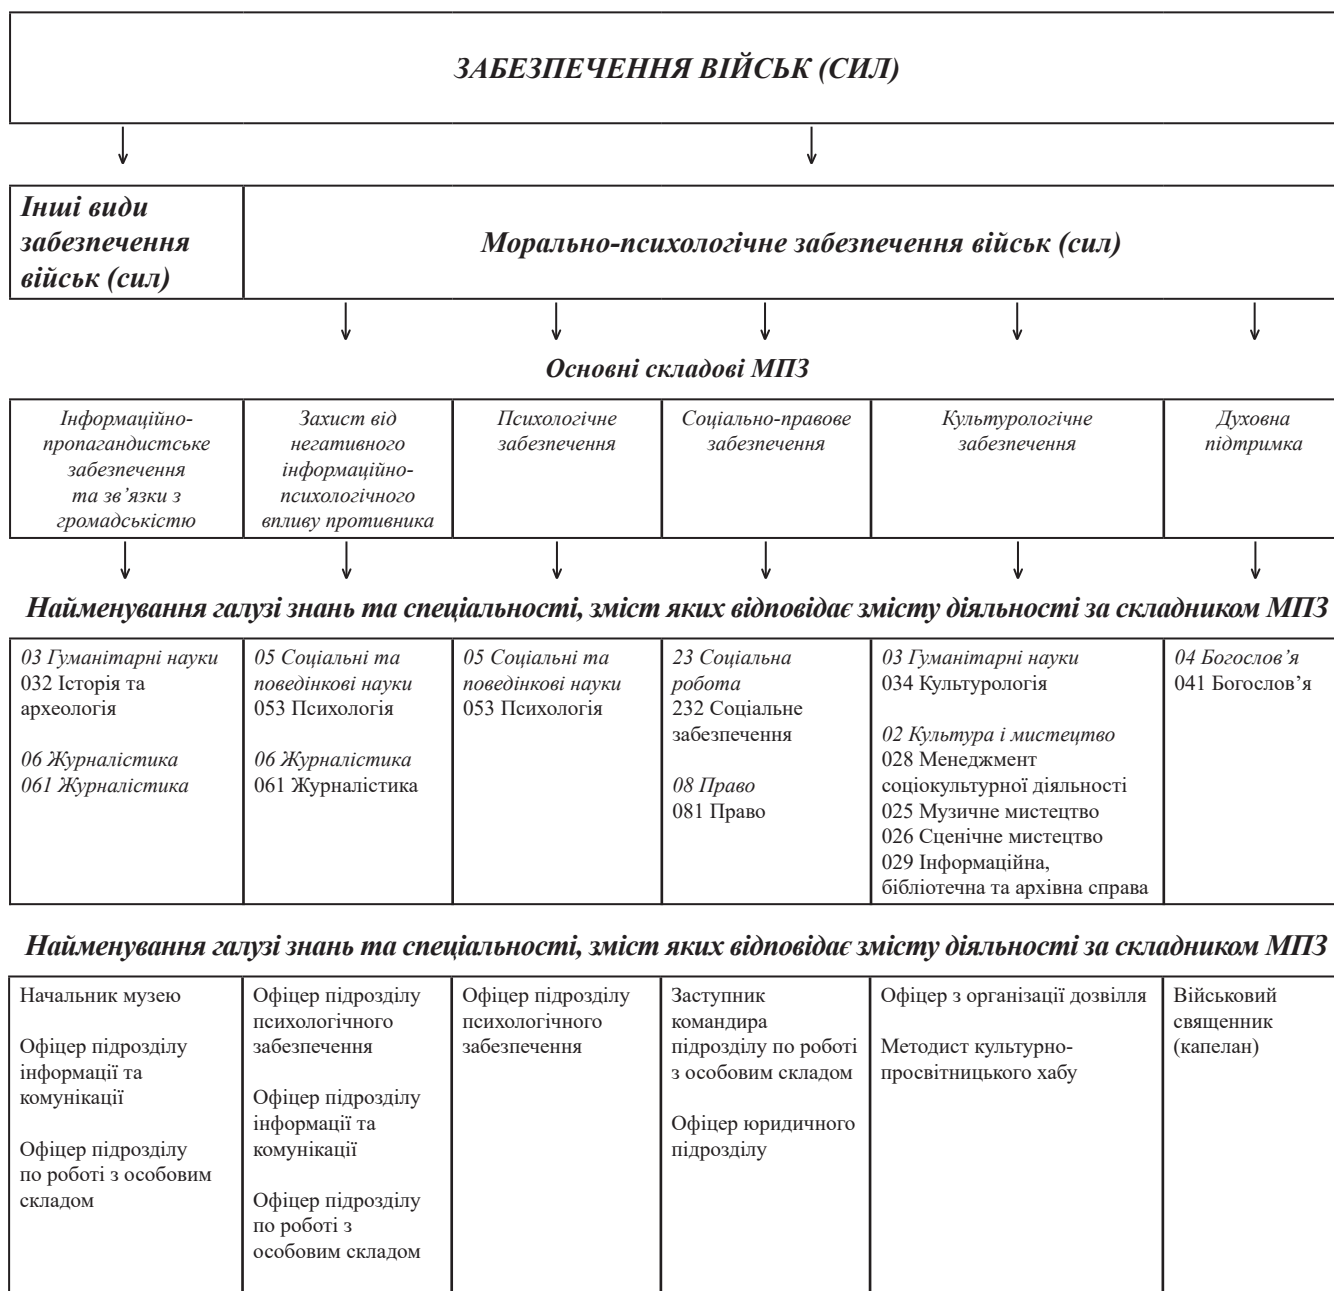 ЗАБЕЗПЕЧЕННЯ ВІЙСЬК (СИЛ)
Інші види
забезпечення
військ (сил)
Морально-психологічне забезпечення військ (сил)
Основні складові МПЗ
Інформаційно-
пропагандистське
забезпечення
та зв’язки з
громадськістю
Захист від
негативного
інформаційно-
психологічного
впливу противника
Психологічне
забезпечення
Соціально-правове
забезпечення
Культурологічне
забезпечення
Духовна
підтримка
Найменування галузі знань та спеціальності, зміст яких відповідає змісту діяльності за складником МПЗ
03 Гуманітарні науки
032 Історія та
археологія
06 Журналістика
061 Журналістика
05 Соціальні та
поведінкові науки
053 Психологія
06 Журналістика
061 Журналістика
05 Соціальні та
поведінкові науки
053 Психологія
23 Соціальна
робота
232 Соціальне
забезпечення
08 Право
081 Право
03 Гуманітарні науки
034 Культурологія
02 Культура і мистецтво
028 Менеджмент
соціокультурної діяльності
025 Музичне мистецтво
026 Сценічне мистецтво
029 Інформаційна,
бібліотечна та архівна справа
04 Богослов’я
041 Богослов’я
Найменування галузі знань та спеціальності, зміст яких відповідає змісту діяльності за складником МПЗ
Начальник музею
Офіцер підрозділу
інформації та
комунікації
Офіцер підрозділу
по роботі з особовим
складом
Офіцер підрозділу
психологічного
забезпечення
Офіцер підрозділу
інформації та
комунікації
Офіцер підрозділу
по роботі з
особовим складом
Офіцер підрозділу
психологічного
забезпечення
Заступник
командира
підрозділу по роботі
з особовим складом
Офіцер юридичного
підрозділу
Офіцер з організації дозвілля
Методист культурно-
просвітницького хабу
Військовий
священник
(капелан)